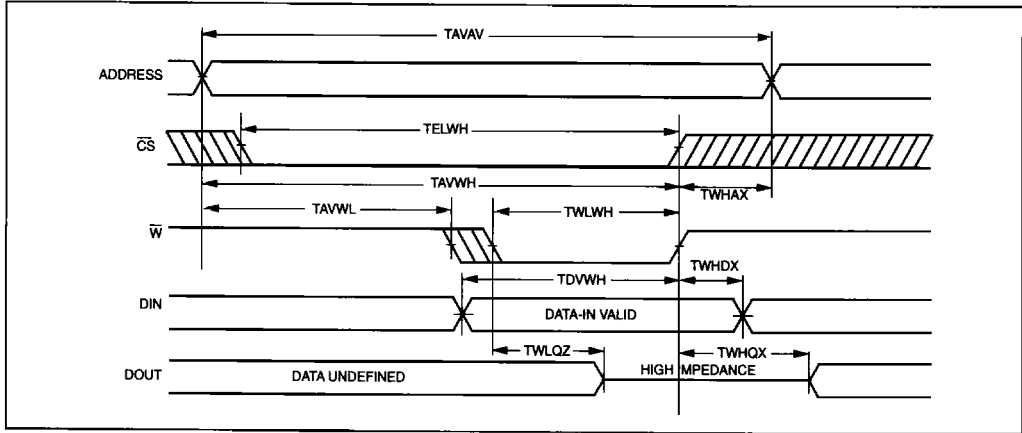 TAVAV
ADDRESS
TELWH
CS
TAVWH
TWHAX
TAVWL
TWLWH
W
TDVWH
TWHDX
DIN
DATA-IN VALID
TWLQZ
TWHQX
DOUT
DATA UNDEFINED
HIGH IMPEDANCE